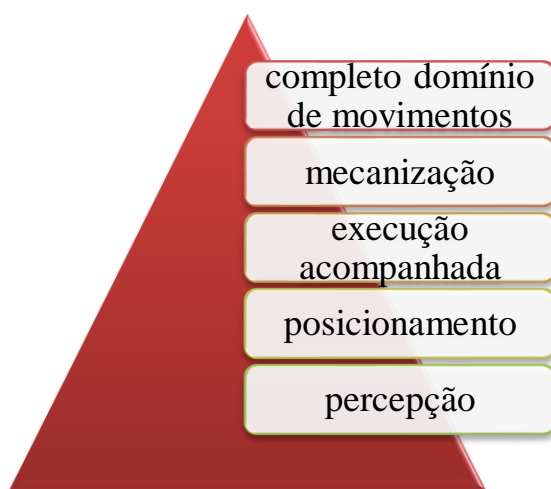 completo domínio
de movimentos
mecanização
execução
acompanhada
posicionamento
percepção